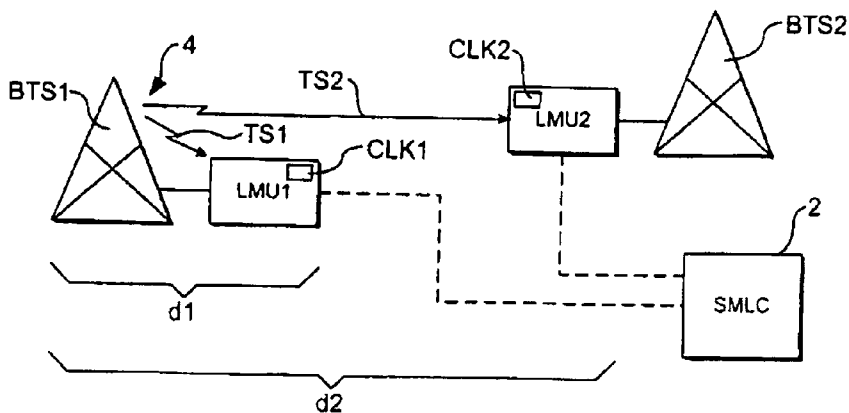 4
CLK2
BTS2
BTS1
TS2
TS1
LMU2
CLK1
LMU1
2
SMLC
d1
d2